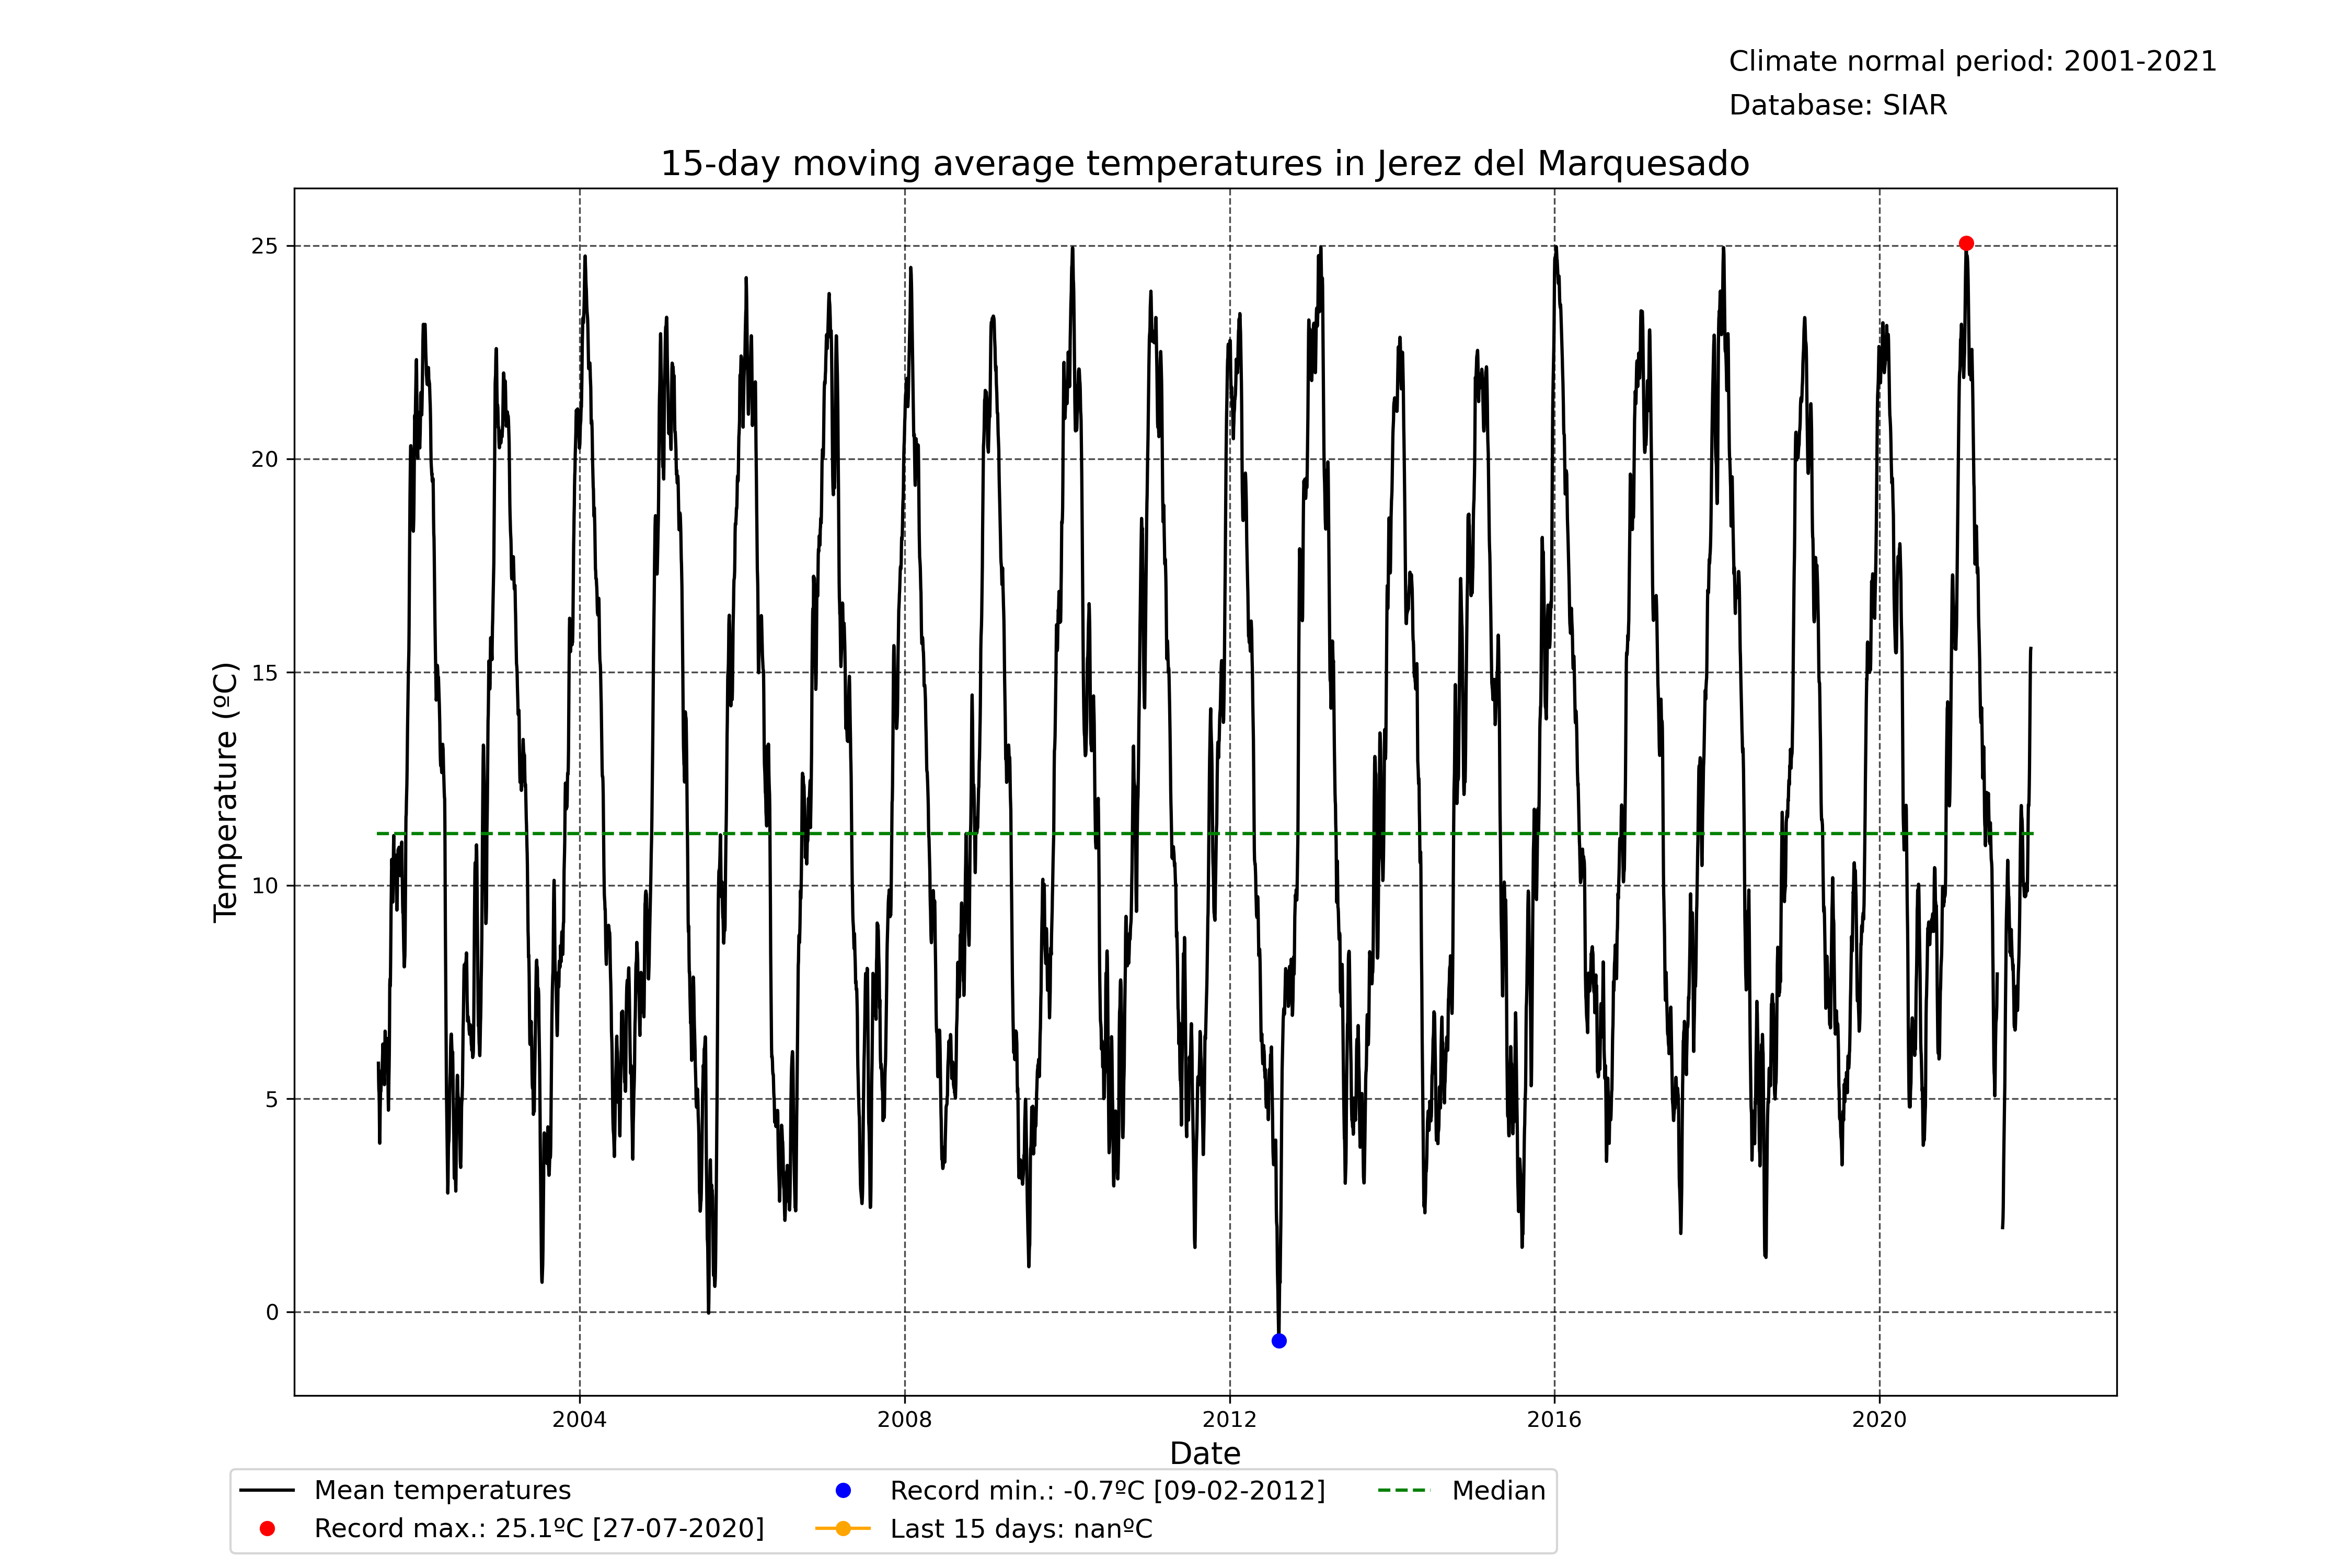 Climate normal period: 2001-2021
Database: SIAR
15-day moving average temperatures in Jerez del Marquesado
25
20
15
10
5
0
Temperature (ºC)
2004 2008 2012 2016 2020
Date
Mean temperatures
Record max.: 25.1ºC [27-07-2020]
Record min.: -0.7ºC [09-02-2012]
Last 15 days: nanºC
Median